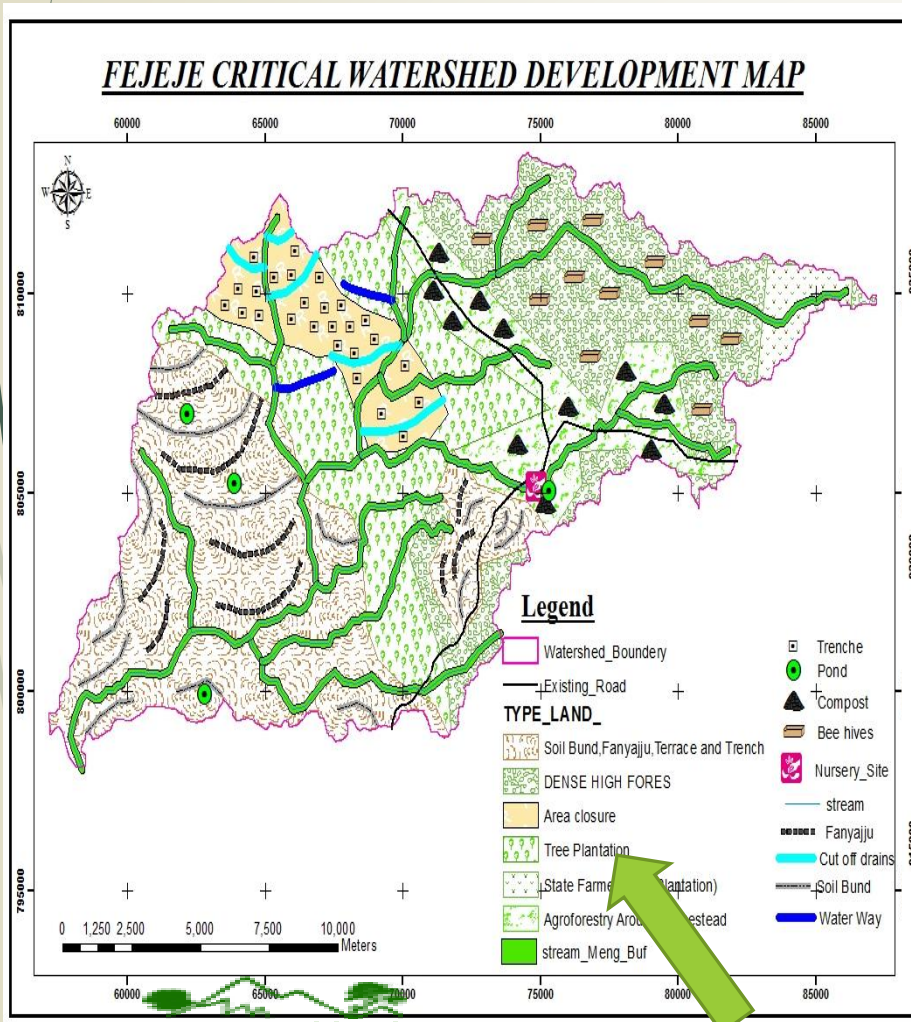 FEJEJE CRITICAL WATERSHED DEVELOPMENT MAP
60000 65000 70000 75000 80000 85000
N
W E
S
810000
805000
800000
795000
Legend
Watershed_Boundery
Existing_Road
TYPE_LAND_
Soil Bund,Fanyajju,Terrace and Trench
DENSE HIGH FORES
Area closure
Tree Plantation
State Farme
Agroforestry
stream_Meng_Buf
Trenche
Pond
Compost
Bee hives
Nursery_Site
stream
Fanyajju
Cut off drains
Soil Bund
Water Way
0 1,250 2,500 5,000 7,500 10,000
Meters
60000 65000 70000 75000 80000 85000